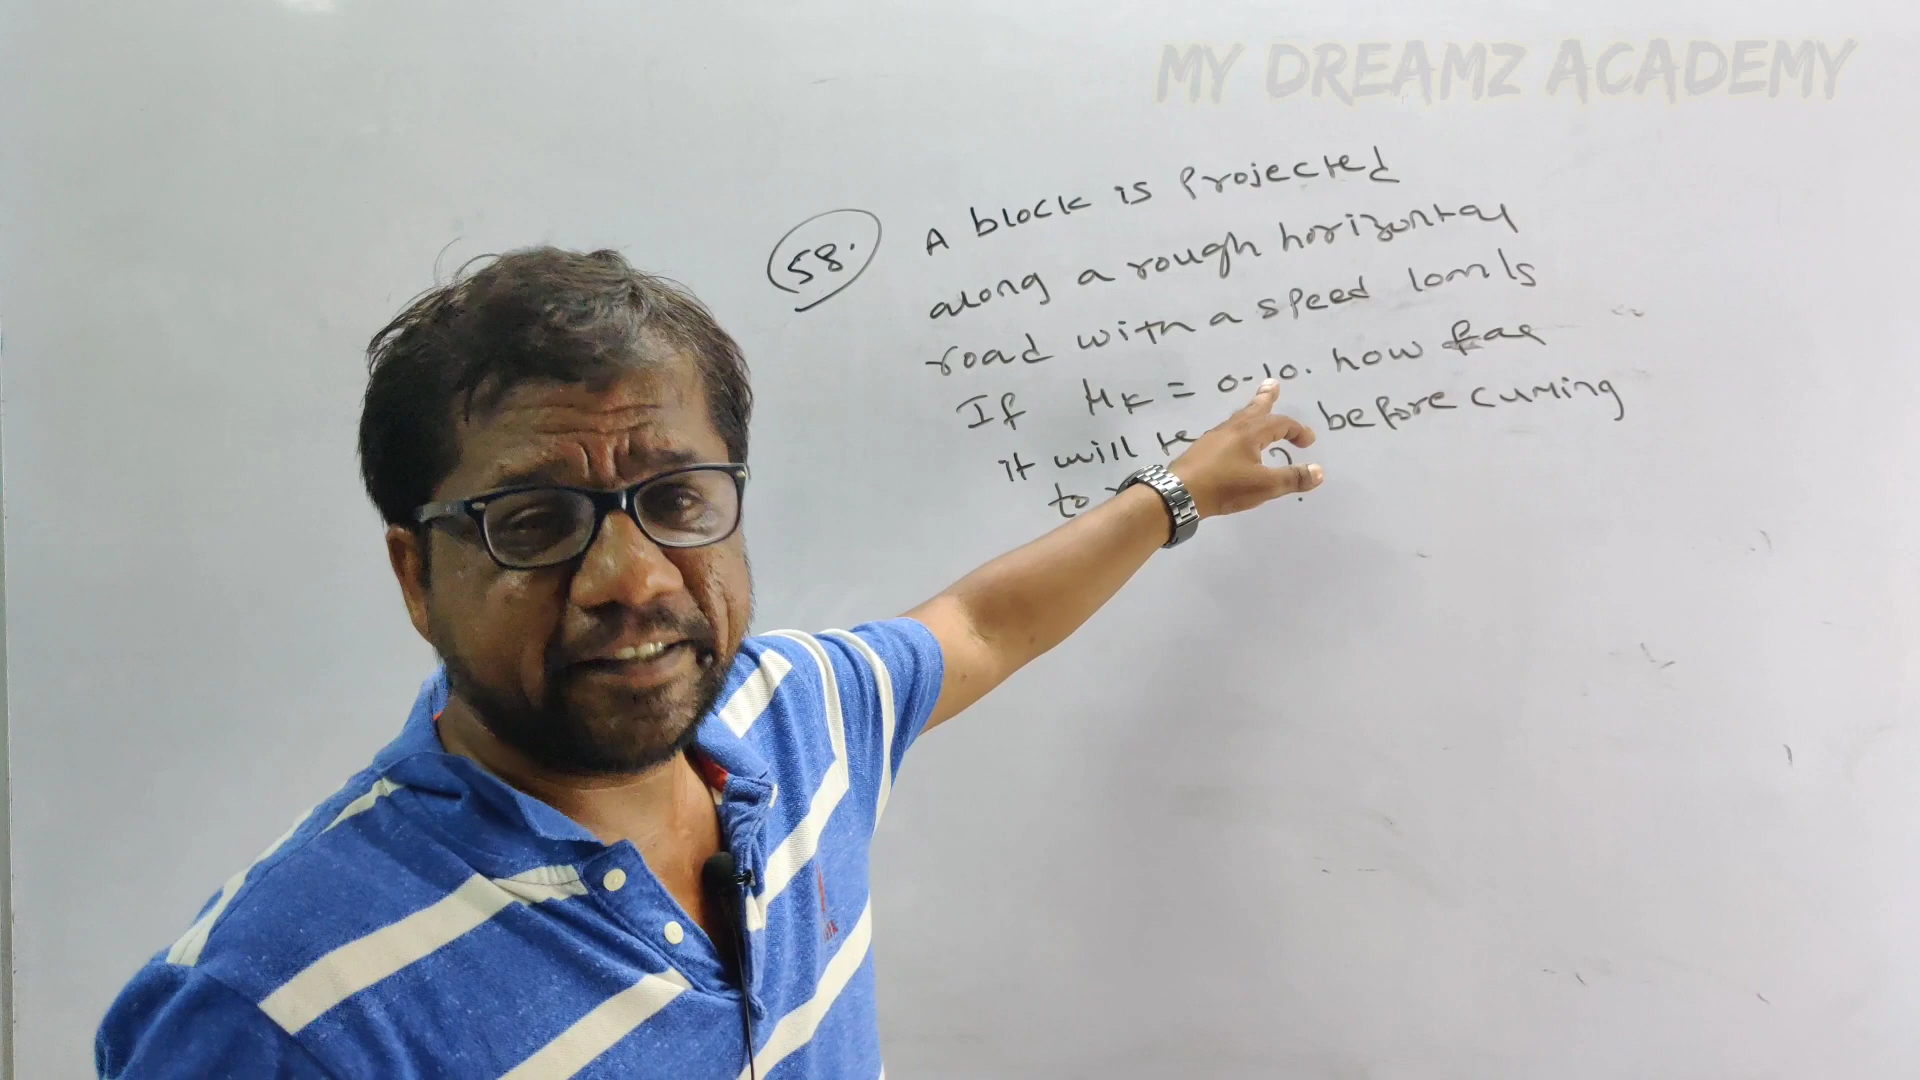 MY DREAMZ ACADEMY
58. A block is Projected
along a rough horizontal
road with a speed 10m/s
If μK = 0.10. how far
it will before cuming
to ?